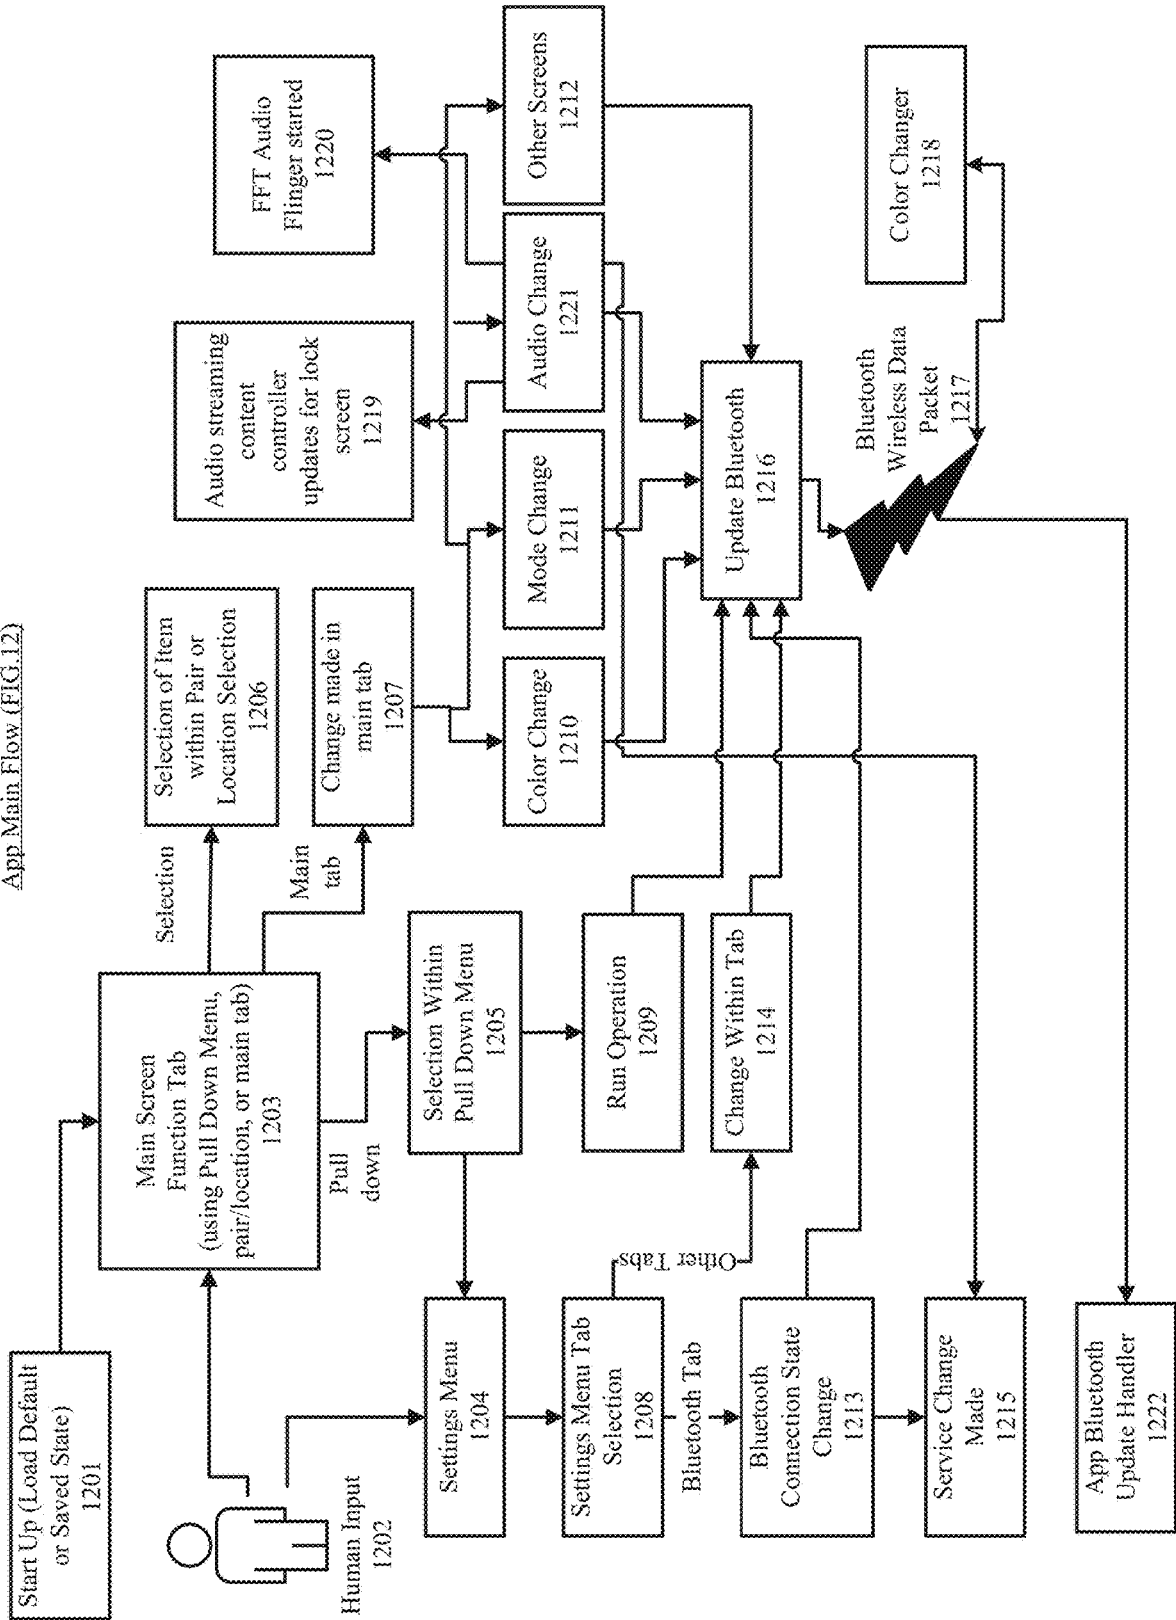 App Main Flow (FIG.12)
Start Up (Load Default
or Saved State)
1201
Human Input
1202
Main Screen
Function Tab
(using Pull Down Menu,
pair/location, or main tab)
1203
Selection
Selection of Item
within Pair or
Location Selection
1206
Main
tab
Change made in
main tab
1207
Pull
down
Selection Within
Pull Down Menu
1205
Settings Menu
1204
Settings Menu Tab
Selection
1208
Other Tabs
Bluetooth Tab
Bluetooth
Connection State
Change
1213
Service Change
Made
1215
App Bluetooth
Update Handler
1222
Run Operation
1209
Change Within Tab
1214
Color Change
1210
Mode Change
1211
Audio Change
1221
Other Screens
1212
Audio streaming
content
controller
updates for lock
screen
1219
FFT Audio
Flinger started
1220
Update Bluetooth
1216
Bluetooth
Wireless Data
Packet
1217
Color Changer
1218